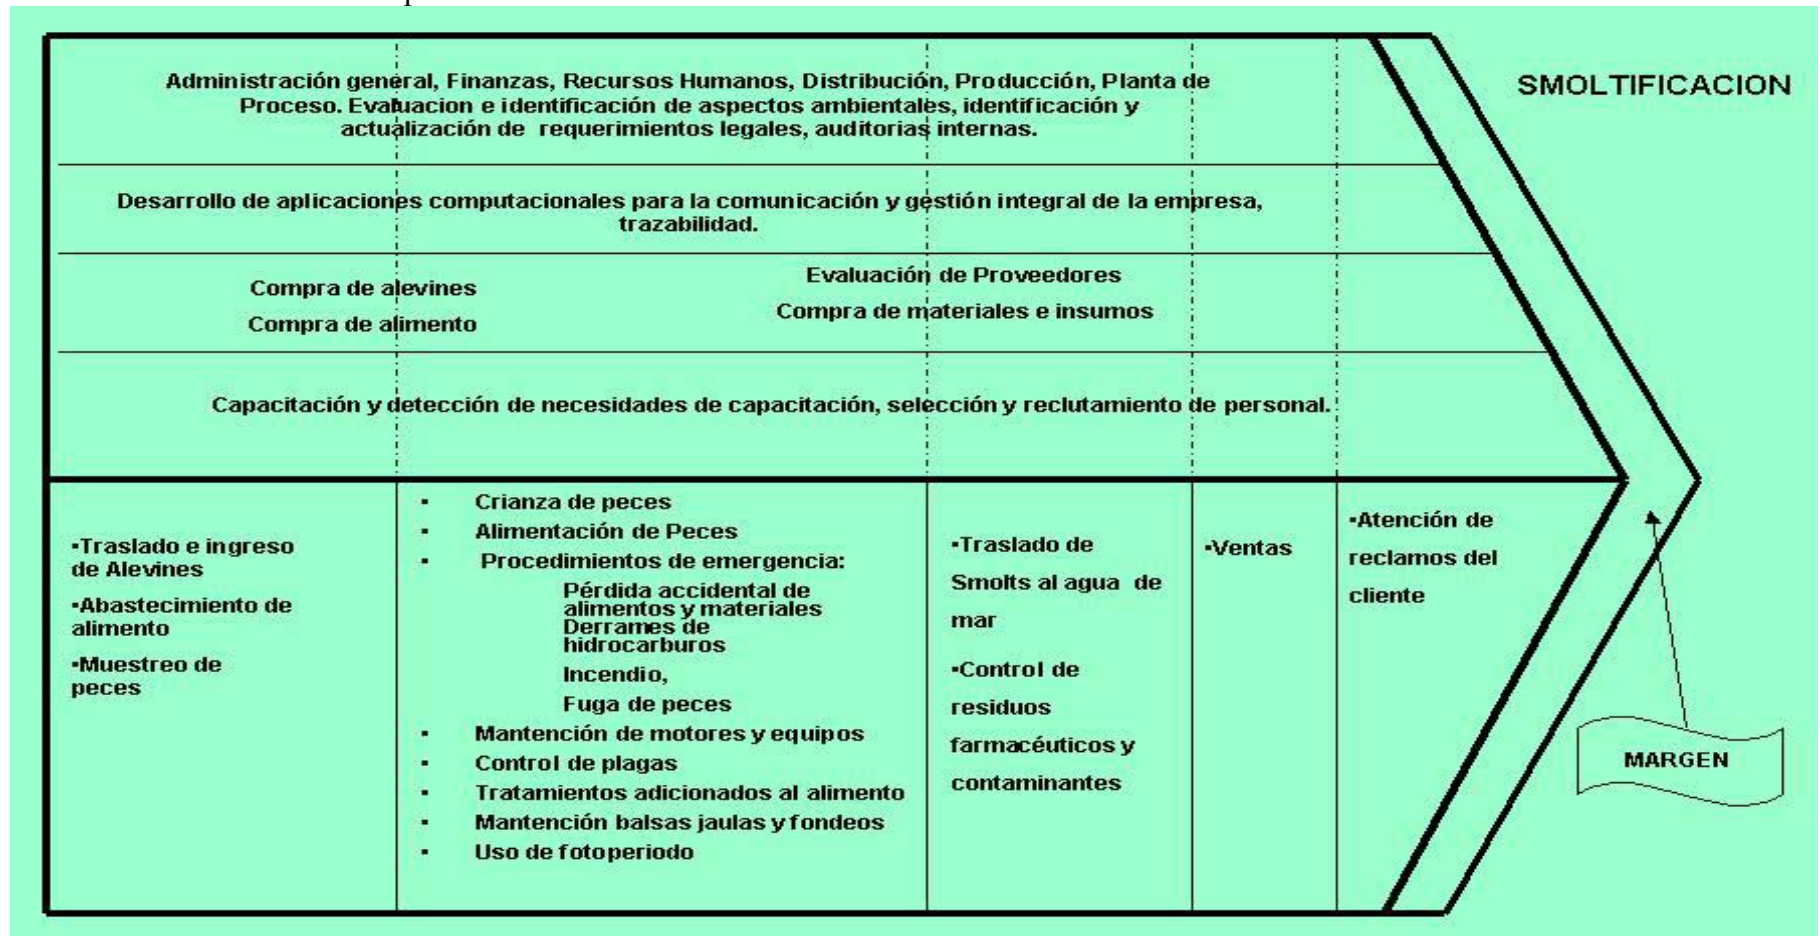 SMOLTIFICACION
Administración general, Finanzas, Recursos Humanos, Distribución, Producción, Planta de
Proceso. Evaluacion e identificación de aspectos ambientales, identificación y
actualización de requerimientos legales, auditorias internas.
Desarrollo de aplicaciones computacionales para la comunicación y gestión integral de la empresa,
trazabilidad.
Compra de alevines
Compra de alimento
Evaluación de Proveedores
Compra de materiales e insumos
Capacitación y detección de necesidades de capacitación, selección y reclutamiento de personal.
▪Traslado e ingreso
de Alevines
▪Abastecimiento de
alimento
▪Muestreo de
peces
▪ Crianza de peces
▪ Alimentación de Peces
▪ Procedimientos de emergencia:
Pérdida accidental de
alimentos y materiales
Derrames de
hidrocarburos
Incendio,
Fuga de peces
▪ Mantención de motores y equipos
▪ Control de plagas
▪ Tratamientos adicionados al alimento
▪ Mantención balsas jaulas y fondeos
▪ Uso de fotoperiodo
▪Traslado de
Smolts al agua de
mar
▪Control de
residuos
farmacéuticos y
contaminantes
▪Ventas
▪Atención de
reclamos del
cliente
MARGEN